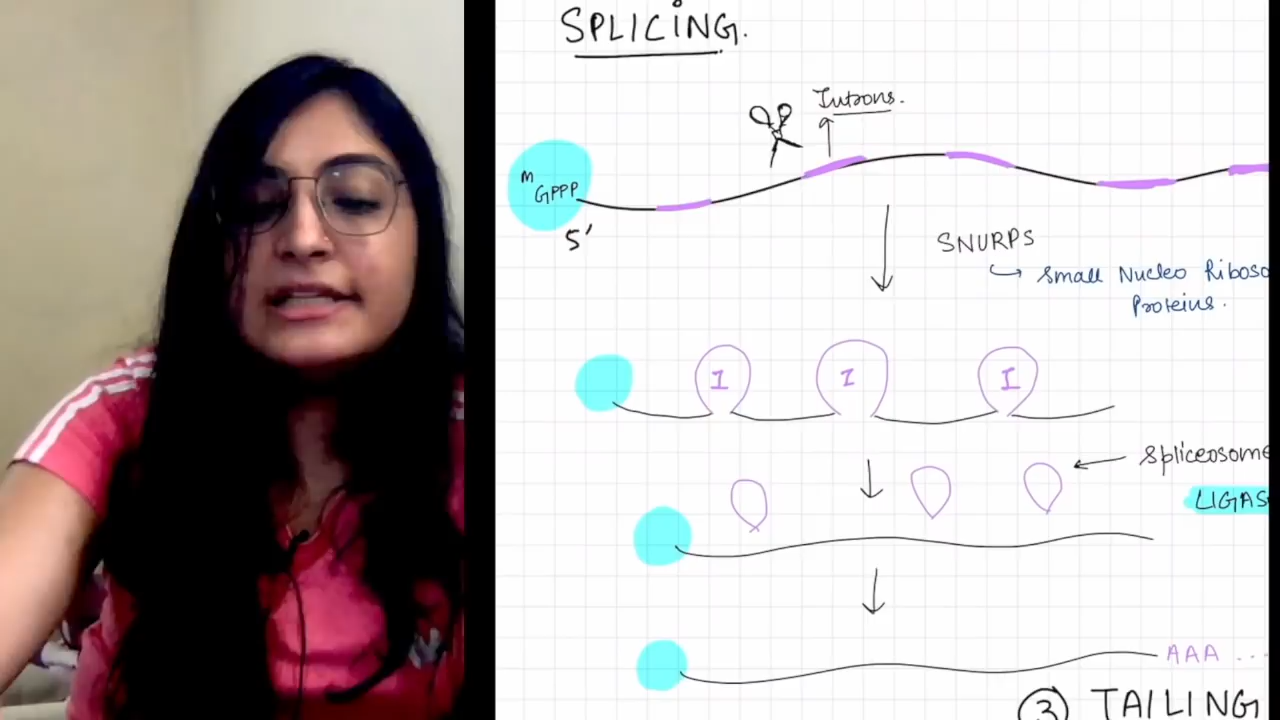 SPLICING.
Introns.
mGPPP
5'
SNURPS
Small Nucleo Riboso
Proteins.
I I I
Spliceosome
LIGAS
AAA ...
3 TAILING